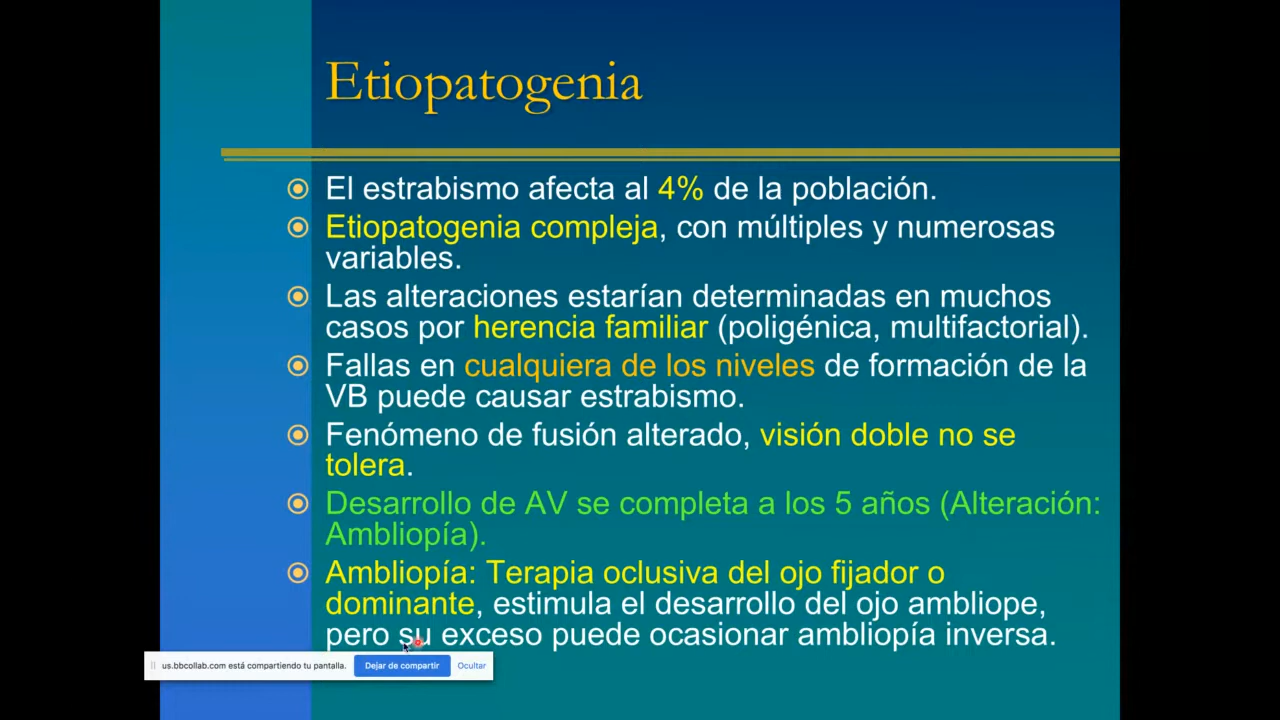 Etiopatogenia
El estrabismo afecta al 4% de la población.
Etiopatogenia compleja, con múltiples y numerosas
variables.
Las alteraciones estarían determinadas en muchos
casos por herencia familiar (poligénica, multifactorial).
Fallas en cualquiera de los niveles de formación de la
VB puede causar estrabismo.
Fenómeno de fusión alterado, visión doble no se
tolera.
Desarrollo de AV se completa a los 5 años (Alteración:
Ambliopía).
Ambliopía: Terapia oclusiva del ojo fijador o
dominante, estimula el desarrollo del ojo ambliope,
pero su exceso puede ocasionar ambliopía inversa.
us.bbcollab.com está compartiendo tu pantalla. Dejar de compartir Ocultar